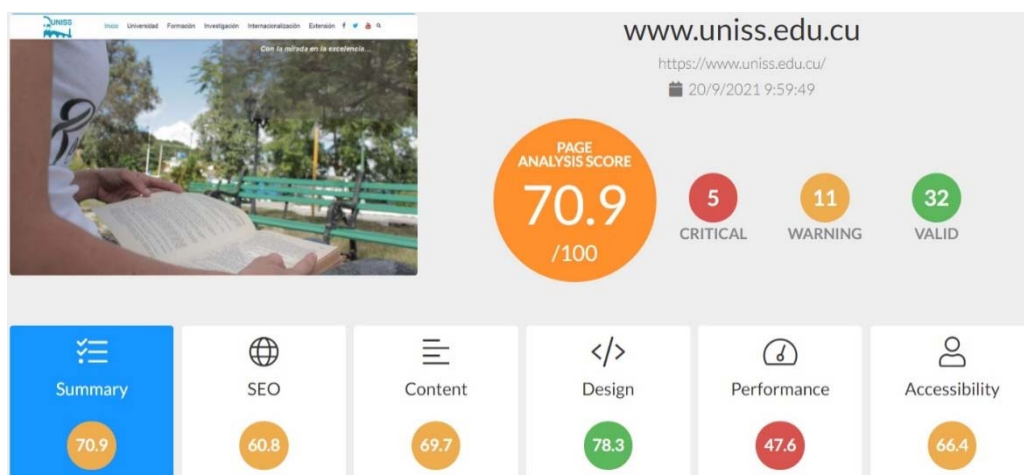 UNISS
Inicio Universidad Formación Investigación Internacionalización Extensión
Con la mirada en la excelencia...
www.uniss.edu.cu
https://www.uniss.edu.cu/
20/9/2021 9:59:49
PAGE
ANALYSIS SCORE
70.9
/100
5
CRITICAL
11
WARNING
32
VALID
Summary
70.9
SEO
60.8
Content
69.7
</>
Design
78.3
Performance
47.6
Accessibility
66.4